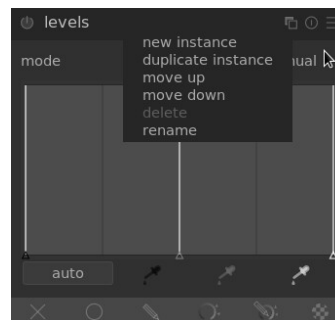 levels
new instance
duplicate instance
mode
move up
move down
delete
rename
auto